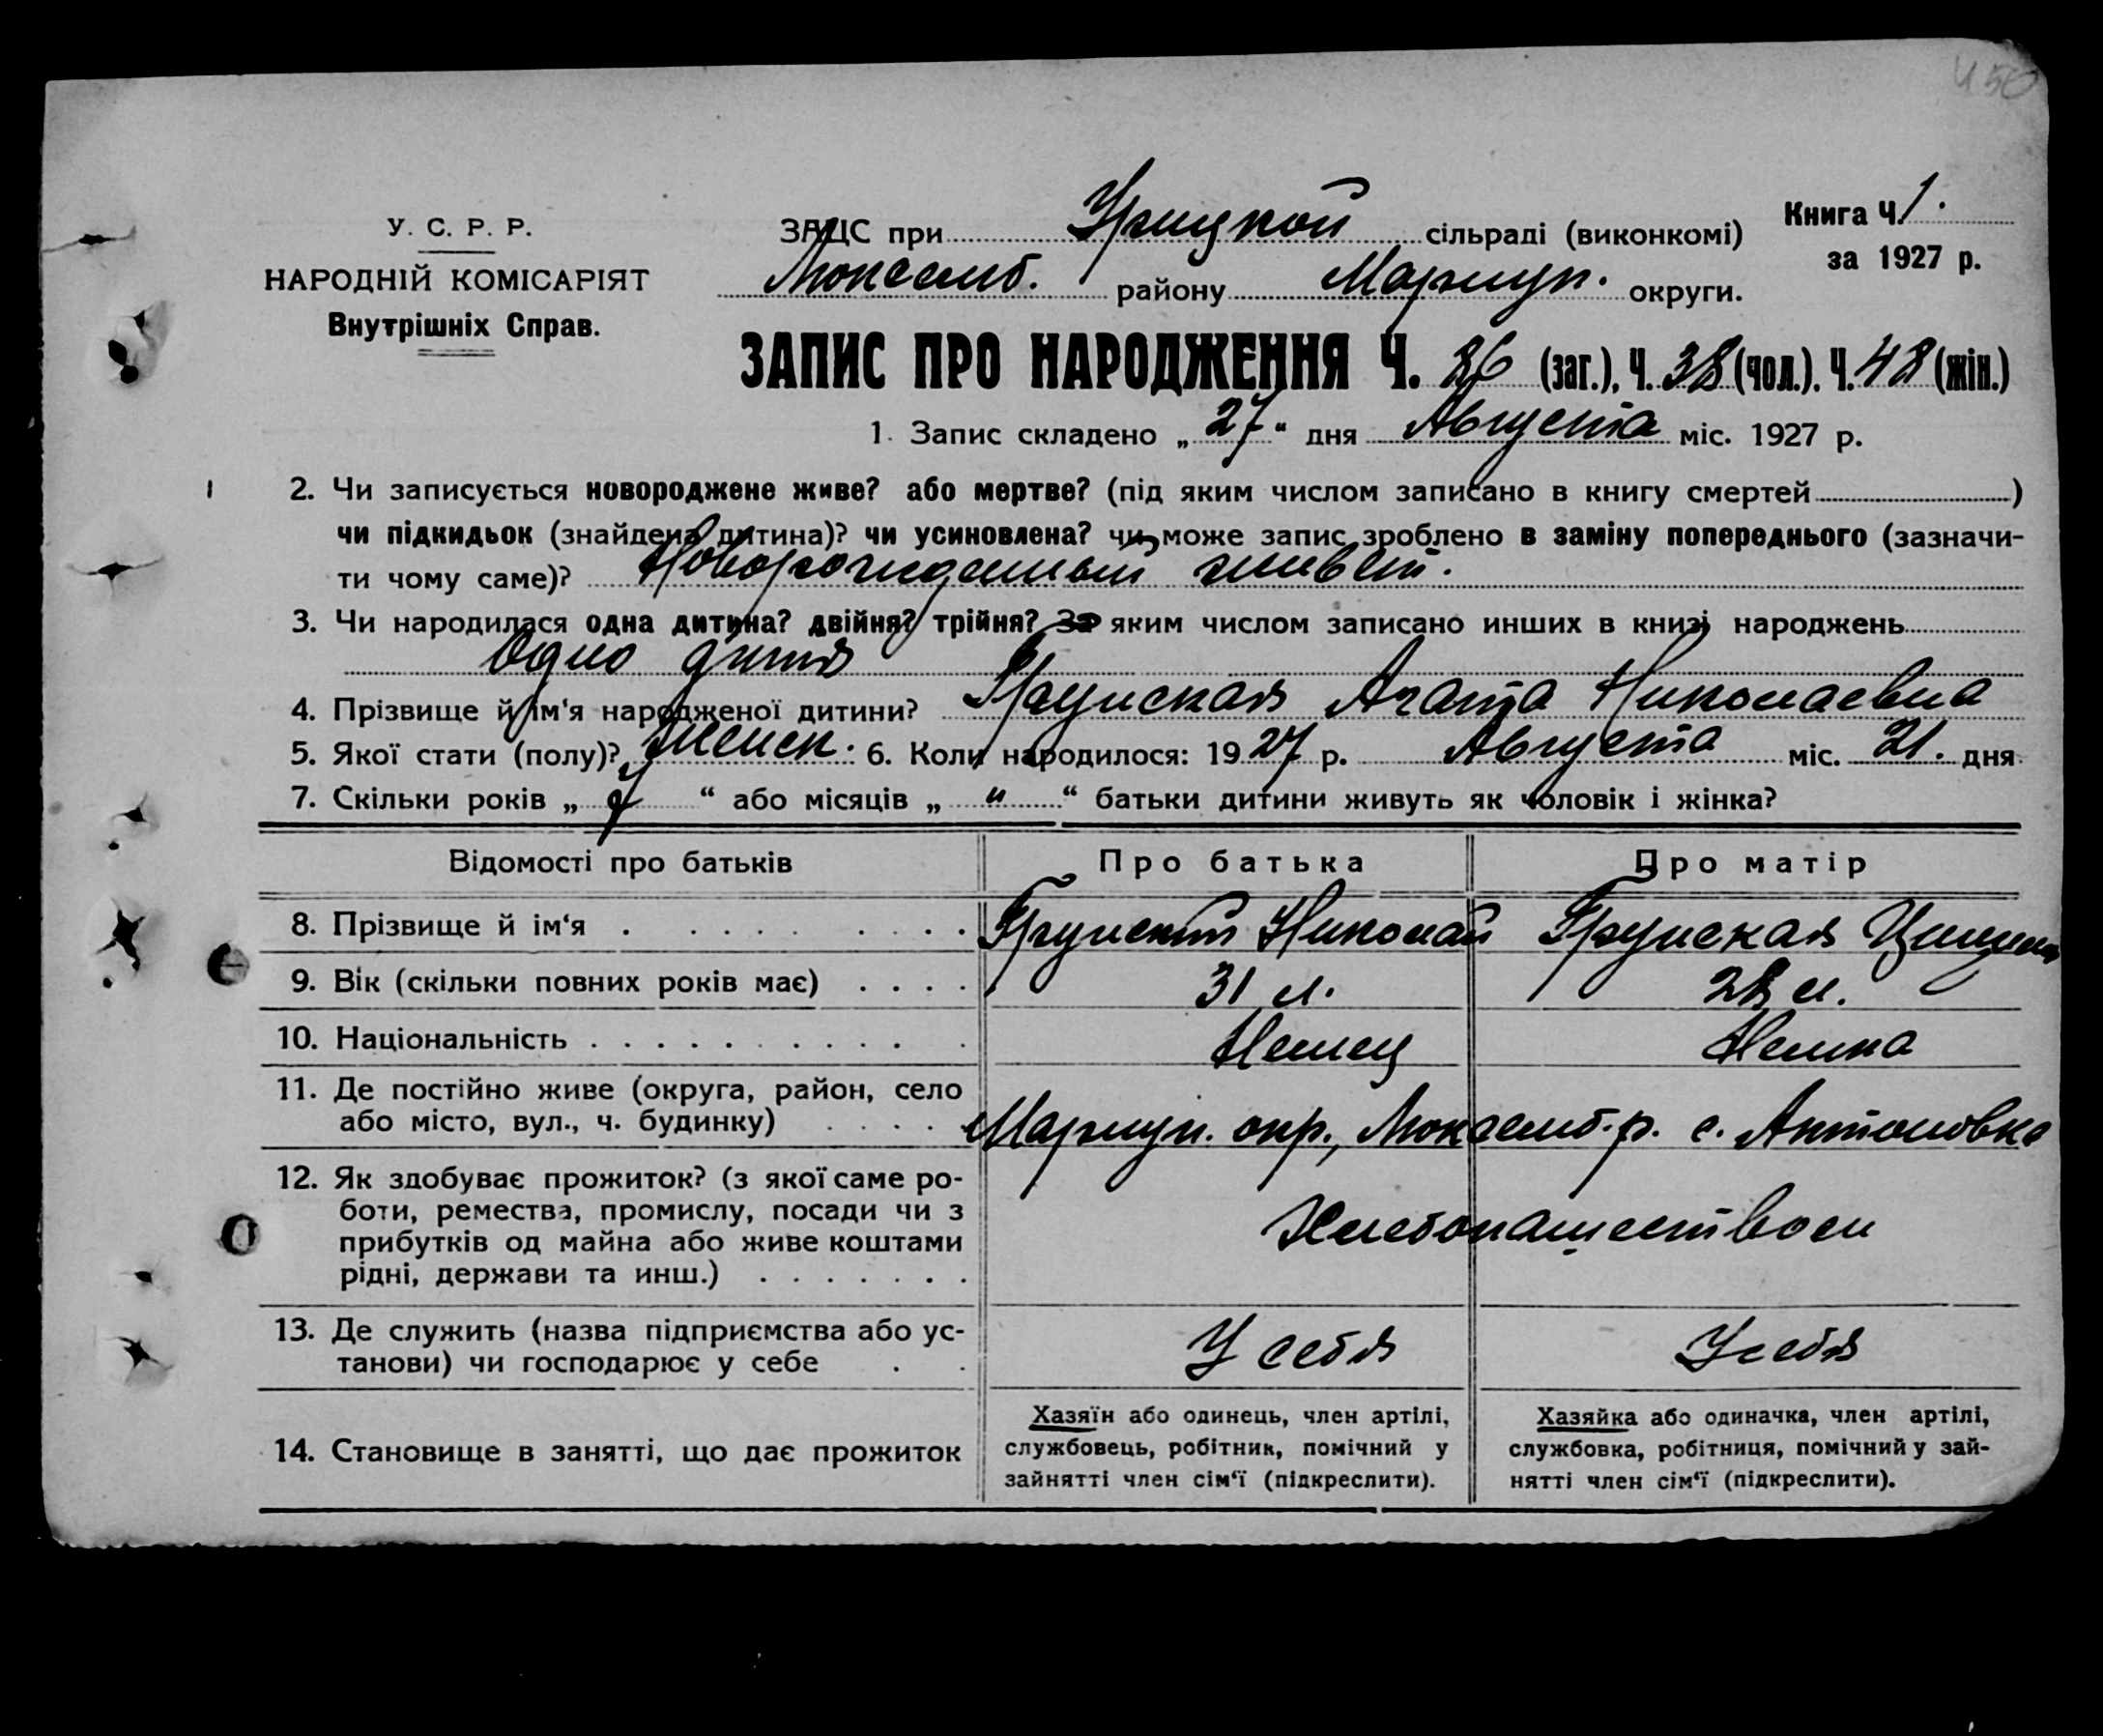 450
У. С. Р. Р.
НАРОДНІЙ КОМІСАРІЯТ
Внутрішніх Справ.
ЗАЦС при Урицкой сільраді (виконкомі)
Книга Ч. 1.
за 1927 р.
Люксемб. району Мариуп. округи.
ЗАПИС ПРО НАРОДЖЕННЯ Ч. 86 (заг.), Ч. 38 (чол.). Ч. 48 (жін.)
1. Запис складено „ 27 “ дня Августа міс. 1927 р.
2. Чи записується новороджене живе? або мертве? (під яким числом записано в книгу смертей )
чи підкидьок (знайдена дитина)? чи усиновлена? чи може запис зроблено в заміну попереднього (зазначи-
ти чому саме)? Новорожденный живет.
3. Чи народилася одна дитина? двійня? трійня? За яким числом записано инших в книзі народжень
Одно дитя
4. Прізвище й ім'я народженої дитини? Грунская Агата Николаевна
5. Якої стати (полу)? Женск. 6. Коли народилося: 1927 р. Августа міс. 21. дня
7. Скільки років „ “ або місяців „ " “ батьки дитини живуть як чоловік і жінка?
Відомості про батьків Про батька Про матір
8. Прізвище й ім'я Грунский Николай Грунская
9. Вік (скільки повних років має) 31 л. 28 л.
10. Національність Немец Немка
11. Де постійно живе (округа, район, село
або місто, вул., ч. будинку) Мариуп. окр., Люксемб. р. с. Антоновка
12. Як здобуває прожиток? (з якої саме ро-
боти, ремества, промислу, посади чи з
прибутків од майна або живе коштами
рідні, держави та инш.) Хлебопашеством
13. Де служить (назва підприємства або ус-
танови) чи господарює у себе У себя У себя
14. Становище в занятті, що дає прожиток
Хазяїн або одинець, член артілі,
службовець, робітник, помічний у
зайнятті член сім'ї (підкреслити).
Хазяйка або одиначка, член артілі,
службовка, робітниця, помічний у зай-
нятті член сім'ї (підкреслити).